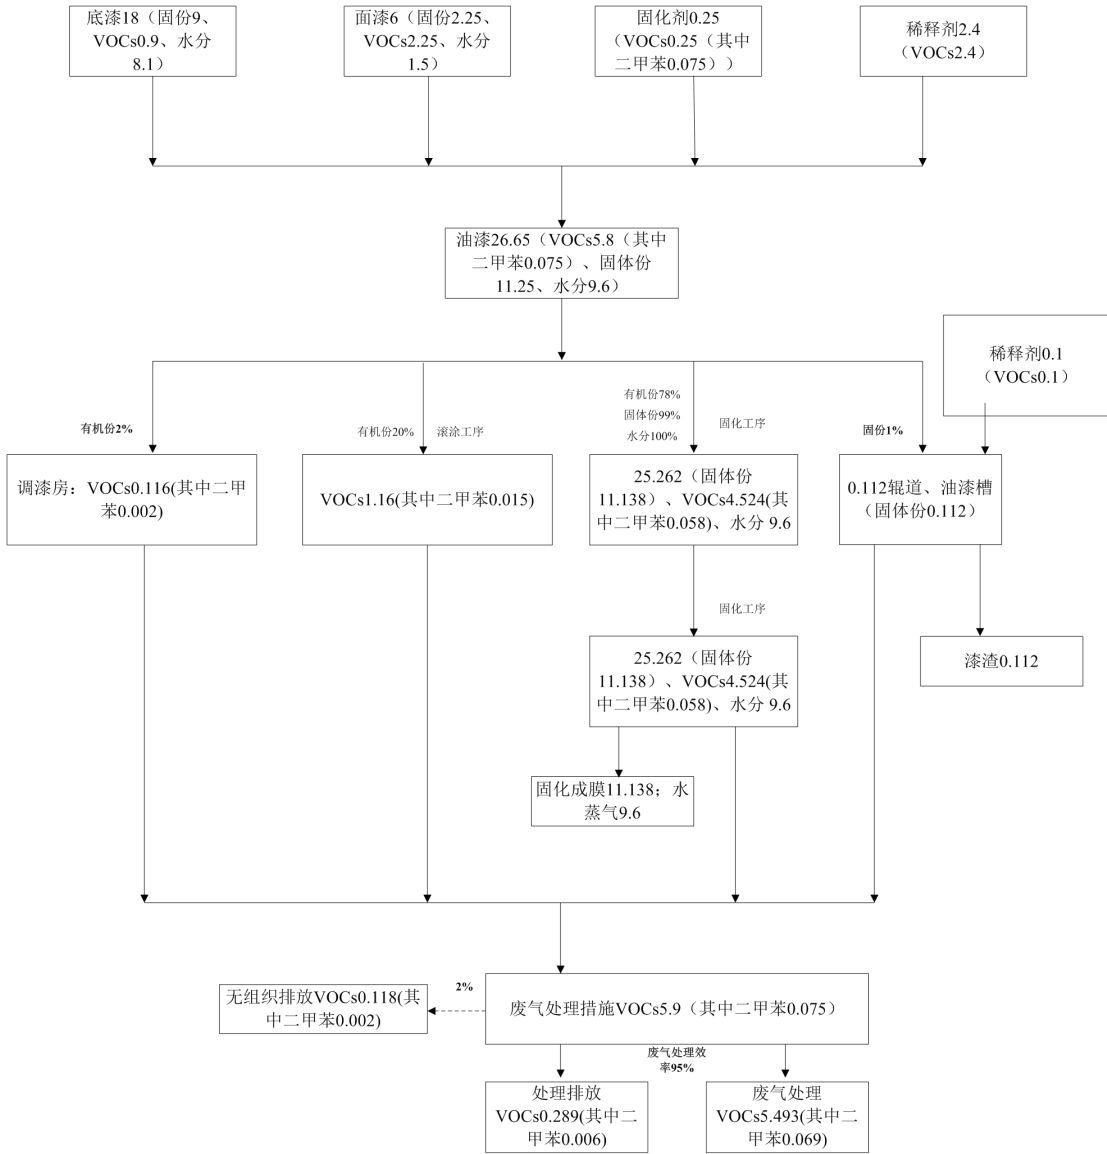 底漆18（固份9、
VOCs0.9、水分
8.1）
面漆6（固份2.25、
VOCs2.25、水分
1.5）
固化剂0.25
（VOCs0.25（其中
二甲苯0.075））
稀释剂2.4
（VOCs2.4）
油漆26.65（VOCs5.8（其中
二甲苯0.075）、固体份
11.25、水分9.6）
稀释剂0.1
（VOCs0.1）
有机份2%
有机份20%
滚涂工序
有机份78%
固体份99%
水分100%
固化工序
固份1%
调漆房：VOCs0.116(其中二甲
苯0.002)
VOCs1.16(其中二甲苯0.015)
25.262（固体份
11.138）、VOCs4.524(其
中二甲苯0.058)、水分 9.6
0.112辊道、油漆槽
（固体份0.112）
固化工序
25.262（固体份
11.138）、VOCs4.524(其
中二甲苯0.058)、水分 9.6
漆渣0.112
固化成膜11.138；水
蒸气9.6
无组织排放VOCs0.118(其
中二甲苯0.002)
2%
废气处理措施VOCs5.9（其中二甲苯0.075）
废气处理效
率95%
处理排放
VOCs0.289(其中二
甲苯0.006)
废气处理
VOCs5.493(其中二
甲苯0.069)